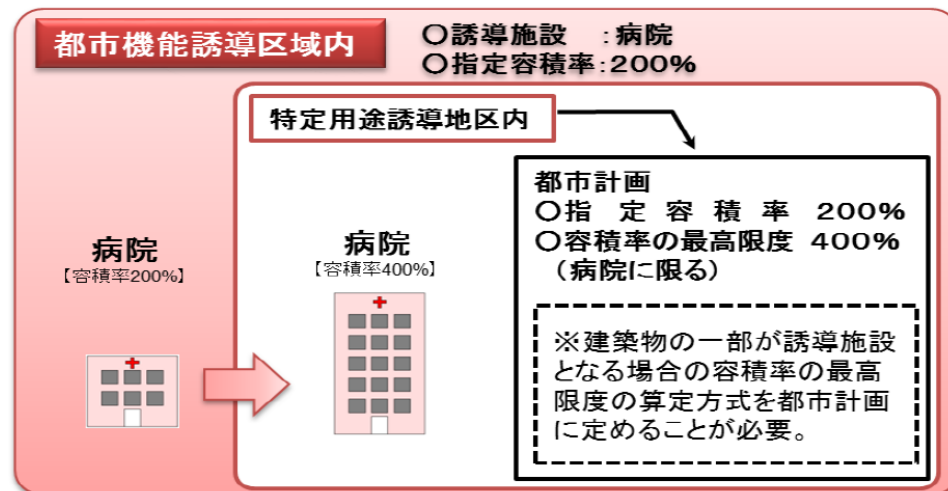 都市機能誘導区域内
〇誘導施設　：病院
〇指定容積率：200%
特定用途誘導地区内
都市計画
〇指 定 容 積 率 200%
〇容積率の最高限度 400%
（病院に限る）
病院
【容積率200%】
病院
【容積率400%】
※建築物の一部が誘導施設
となる場合の容積率の最高
限度の算定方式を都市計画
に定めることが必要。